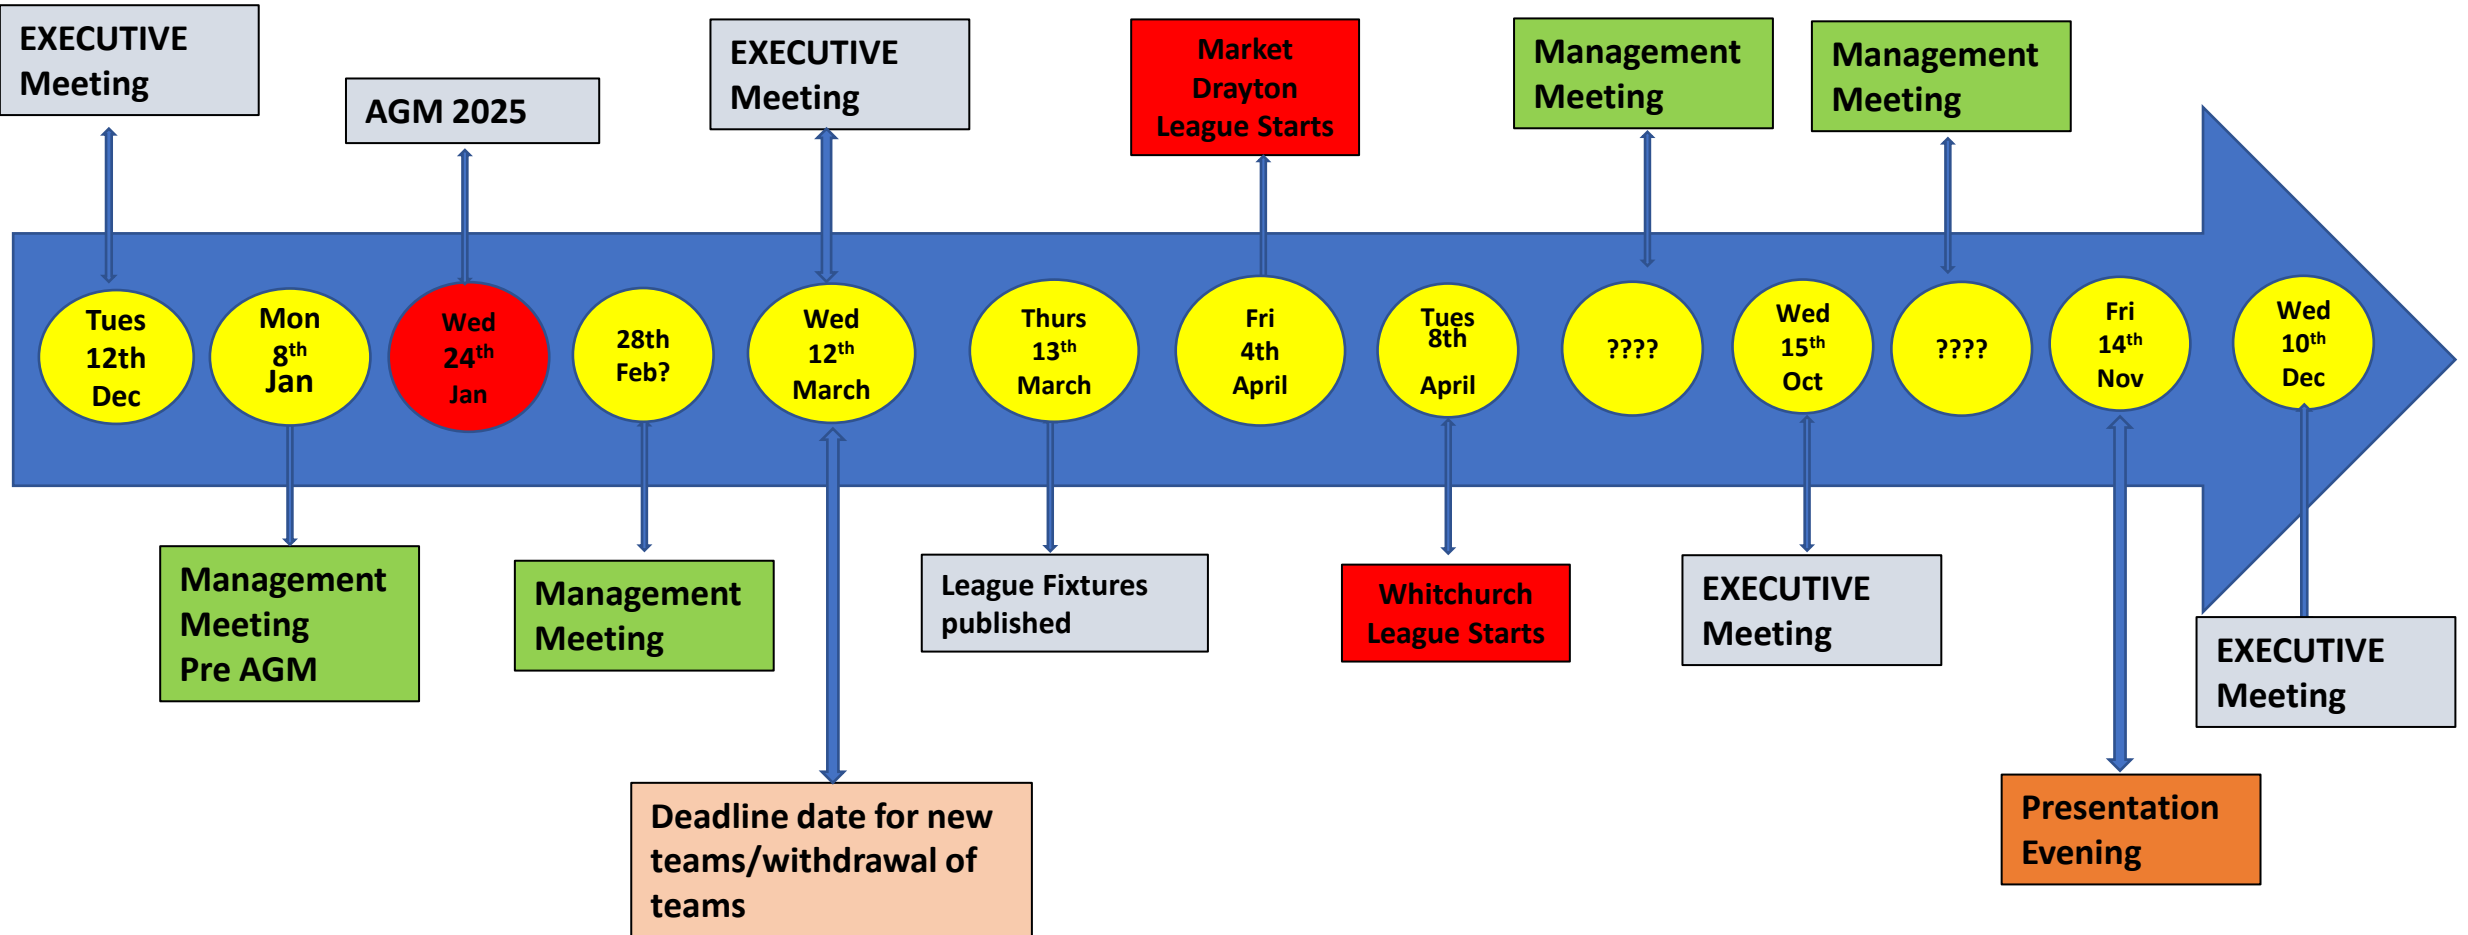 EXECUTIVE
Meeting
AGM 2025
EXECUTIVE
Meeting
Market
Drayton
League Starts
Management
Meeting
Management
Meeting
Tues
12th
Dec
Mon
8th
Jan
Wed
24th
Jan
28th
Feb?
Wed
12th
March
Thurs
13th
March
Fri
4th
April
Tues
8th
April
????
Wed
15th
Oct
????
Fri
14th
Nov
Wed
10th
Dec
Management
Meeting
Pre AGM
Management
Meeting
League Fixtures
published
Whitchurch
League Starts
EXECUTIVE
Meeting
EXECUTIVE
Meeting
Deadline date for new
teams/withdrawal of
teams
Presentation
Evening